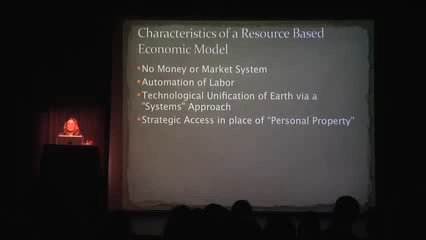 Characteristics of a Resource Based
Economic Model
•No Money or Market System
•Automation of Labor
•Technological Unification of Earth via a
"Systems" Approach
•Strategic Access in place of "Personal Property"